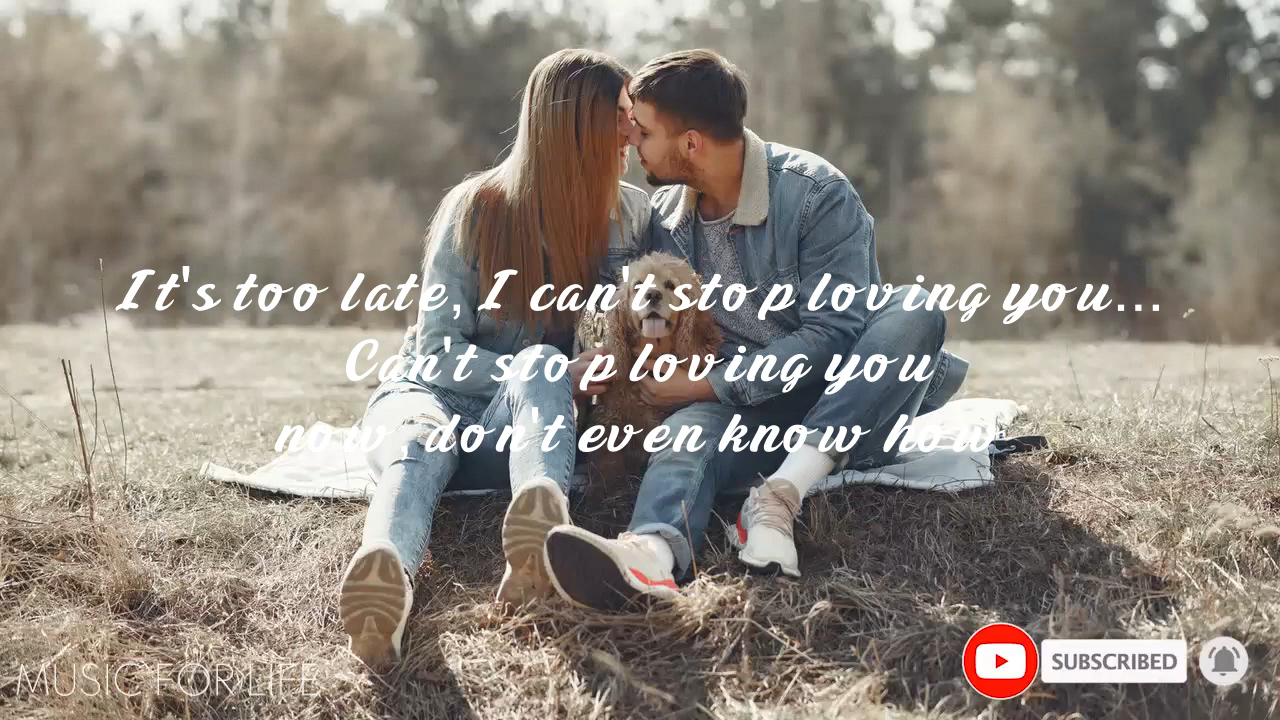 It's too late, I can't stop loving you...
Can't stop loving you
now, don't even know how
MUSIC FOR LIFE
SUBSCRIBED